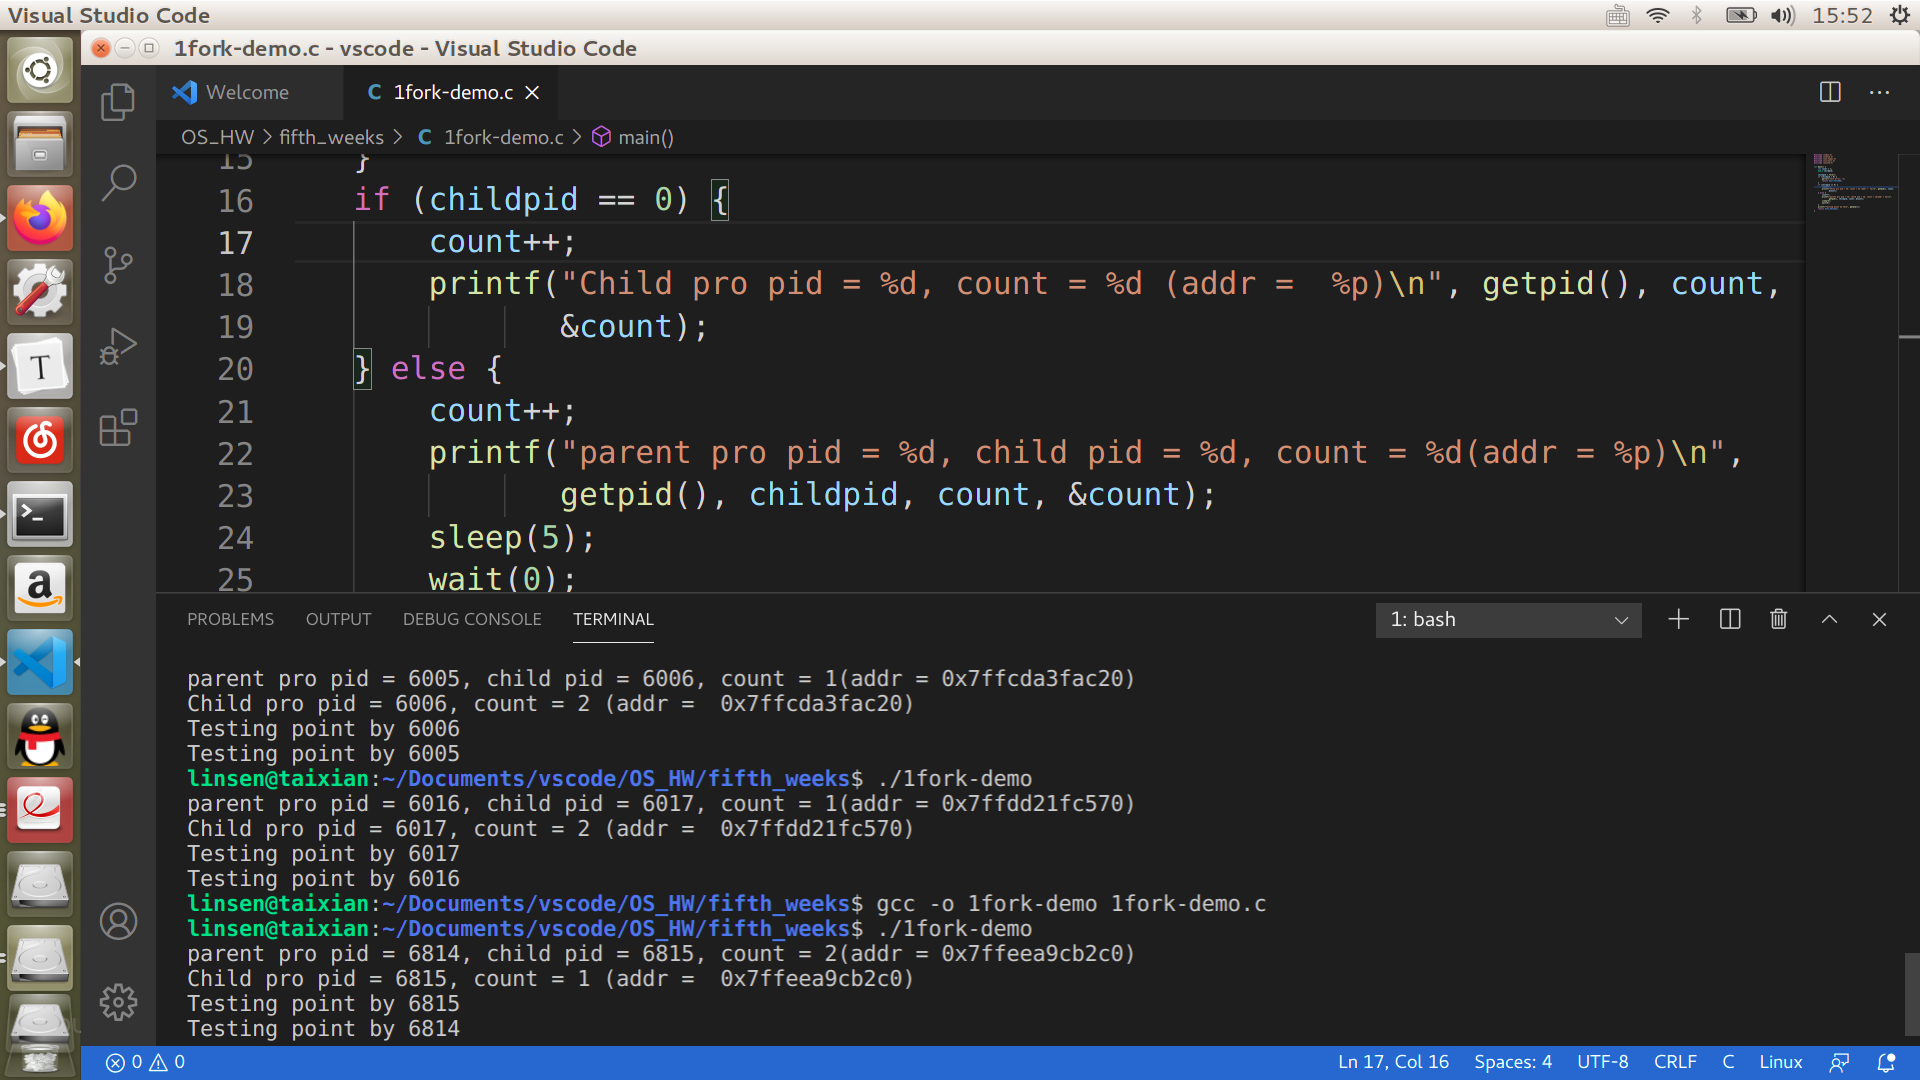 Visual Studio Code
15:52
1fork-demo.c - vscode - Visual Studio Code
Welcome
C 1fork-demo.c
OS_HW > fifth_weeks > C 1fork-demo.c > main()
15 }
16 if (childpid == 0) {
17 count++;
18 printf("Child pro pid = %d, count = %d (addr =  %p)\n", getpid(), count,
19 &count);
20 } else {
21 count++;
22 printf("parent pro pid = %d, child pid = %d, count = %d(addr = %p)\n",
23 getpid(), childpid, count, &count);
24 sleep(5);
25 wait(0);
PROBLEMS OUTPUT DEBUG CONSOLE TERMINAL
1: bash
parent pro pid = 6005, child pid = 6006, count = 1(addr = 0x7ffcda3fac20)
Child pro pid = 6006, count = 2 (addr =  0x7ffcda3fac20)
Testing point by 6006
Testing point by 6005
linsen@taixian:~/Documents/vscode/OS_HW/fifth_weeks$ ./1fork-demo
parent pro pid = 6016, child pid = 6017, count = 1(addr = 0x7ffdd21fc570)
Child pro pid = 6017, count = 2 (addr =  0x7ffdd21fc570)
Testing point by 6017
Testing point by 6016
linsen@taixian:~/Documents/vscode/OS_HW/fifth_weeks$ gcc -o 1fork-demo 1fork-demo.c
linsen@taixian:~/Documents/vscode/OS_HW/fifth_weeks$ ./1fork-demo
parent pro pid = 6814, child pid = 6815, count = 2(addr = 0x7ffeea9cb2c0)
Child pro pid = 6815, count = 1 (addr =  0x7ffeea9cb2c0)
Testing point by 6815
Testing point by 6814
0 0
Ln 17, Col 16 Spaces: 4 UTF-8 CRLF C Linux
T
a